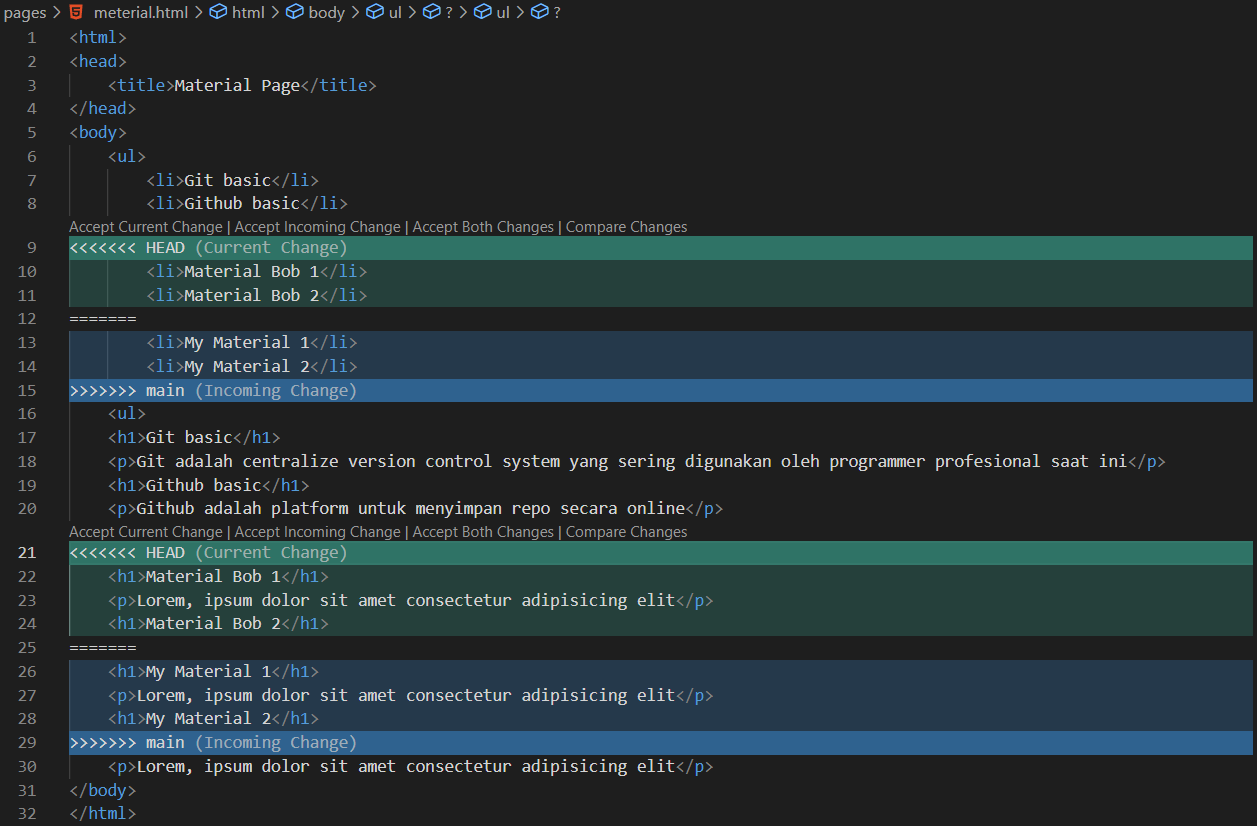 pages > meterial.html > html > body > ul > ? > ul > ?
1 <html>
2 <head>
3     <title>Material Page</title>
4 </head>
5 <body>
6     <ul>
7         <li>Git basic</li>
8         <li>Github basic</li>
Accept Current Change | Accept Incoming Change | Accept Both Changes | Compare Changes
9 <<<<<<< HEAD (Current Change)
10         <li>Material Bob 1</li>
11         <li>Material Bob 2</li>
12 =======
13         <li>My Material 1</li>
14         <li>My Material 2</li>
15 >>>>>>> main (Incoming Change)
16     <ul>
17     <h1>Git basic</h1>
18     <p>Git adalah centralize version control system yang sering digunakan oleh programmer profesional saat ini</p>
19     <h1>Github basic</h1>
20     <p>Github adalah platform untuk menyimpan repo secara online</p>
Accept Current Change | Accept Incoming Change | Accept Both Changes | Compare Changes
21 <<<<<<< HEAD (Current Change)
22     <h1>Material Bob 1</h1>
23     <p>Lorem, ipsum dolor sit amet consectetur adipisicing elit</p>
24     <h1>Material Bob 2</h1>
25 =======
26     <h1>My Material 1</h1>
27     <p>Lorem, ipsum dolor sit amet consectetur adipisicing elit</p>
28     <h1>My Material 2</h1>
29 >>>>>>> main (Incoming Change)
30     <p>Lorem, ipsum dolor sit amet consectetur adipisicing elit</p>
31 </body>
32 </html>